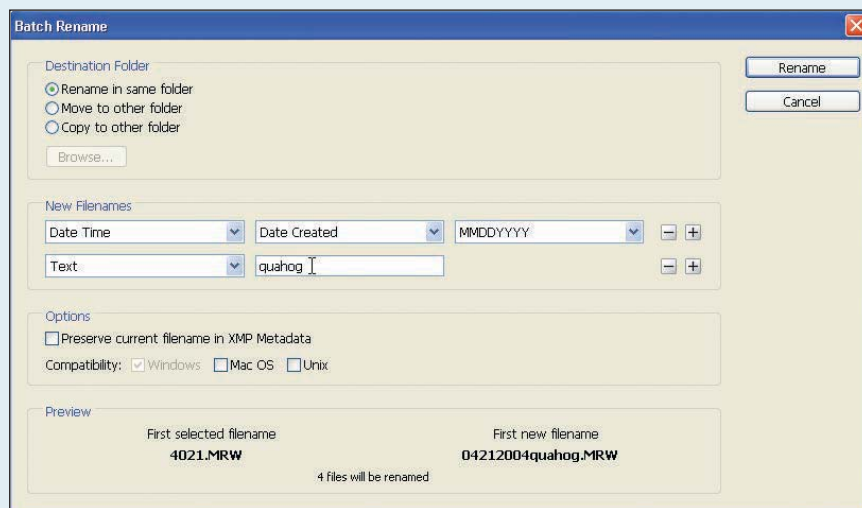 Batch Rename
Destination Folder
Rename in same folder
Move to other folder
Copy to other folder
Browse...
Rename
Cancel
New Filenames
Date Time Date Created MMDDYYYY
Text quahog
Options
Preserve current filename in XMP Metadata
Compatibility: Windows Mac OS Unix
Preview
First selected filename First new filename
4021.MRW 04212004quahog.MRW
4 files will be renamed